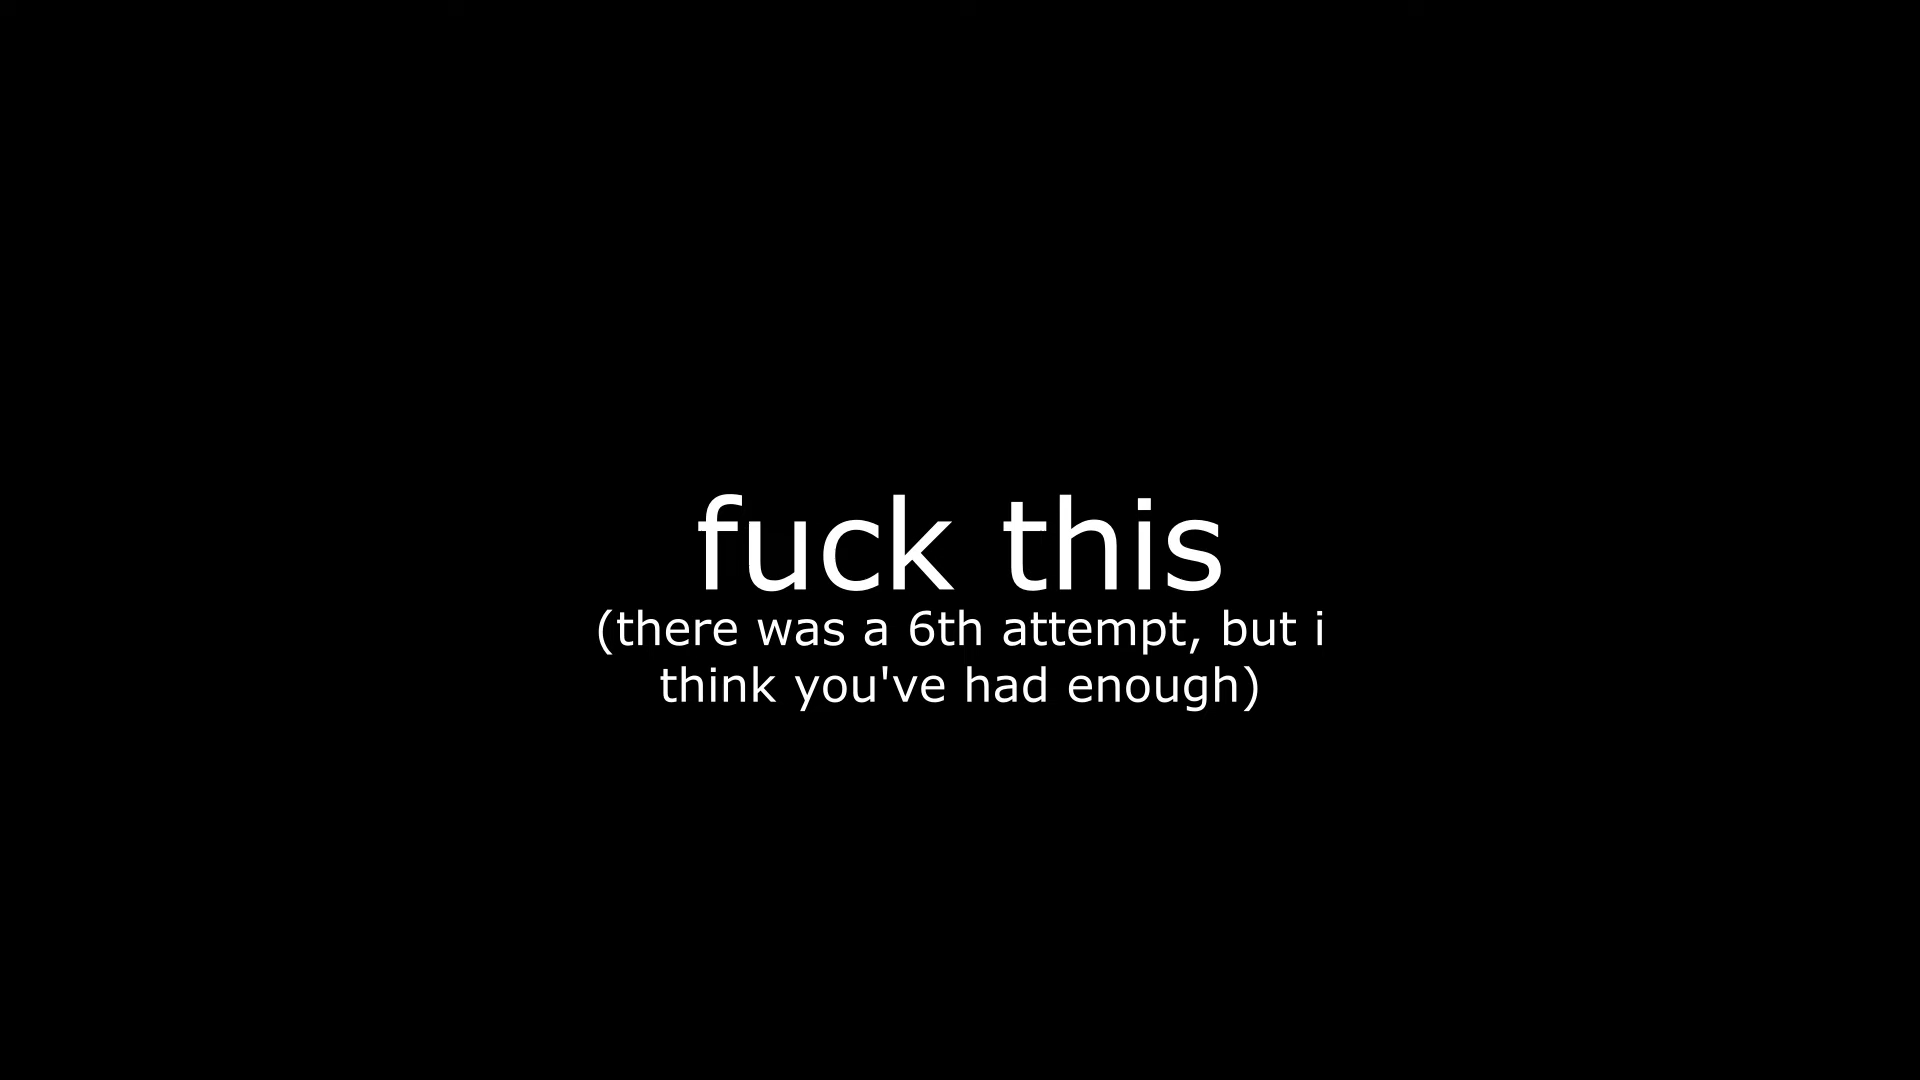 fuck this
(there was a 6th attempt, but i
think you've had enough)